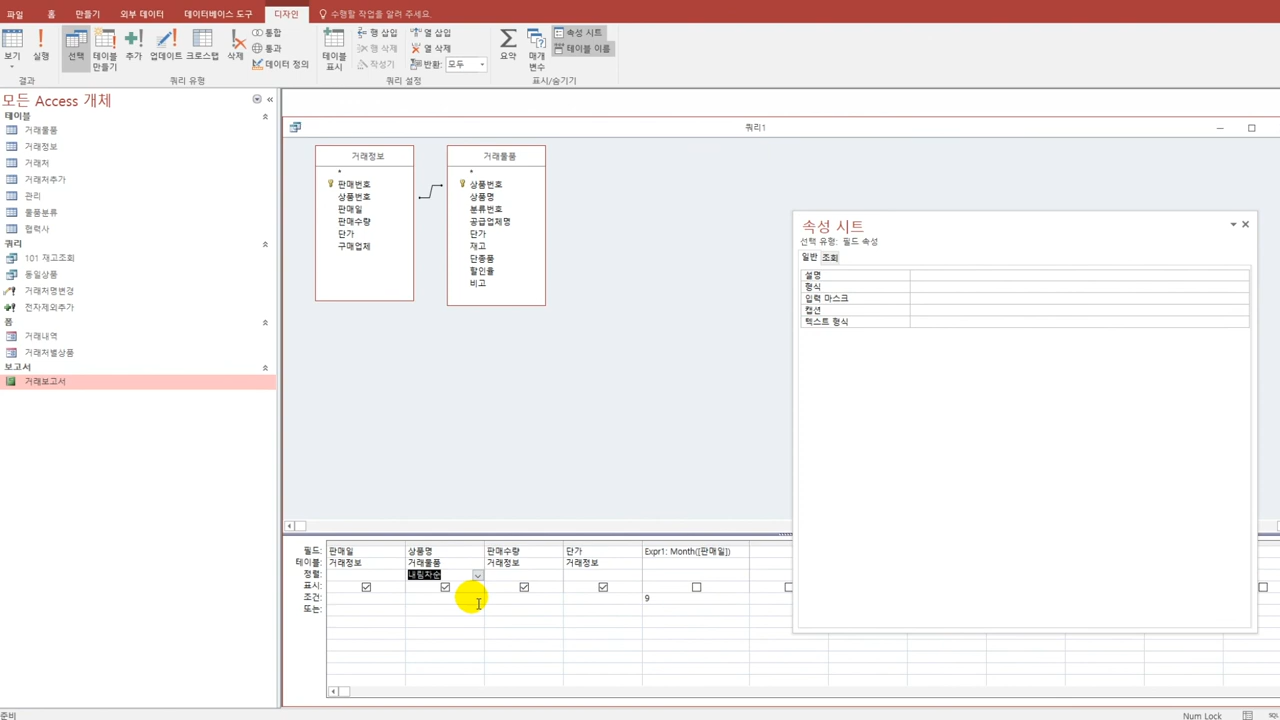 파일 홈 만들기 외부 데이터 데이터베이스 도구 디자인 수행할 작업을 알려 주세요.
보기 실행 선택 테이블 만들기 추가 업데이트 크로스탭 삭제 통합 통과 데이터 정의 테이블 표시 행 삽입 행 삭제 작성기 열 삽입 열 삭제 반환: 모두 요약 매개 변수 속성 시트 테이블 이름
결과 쿼리 유형 쿼리 설정 표시/숨기기
모든 Access 개체
테이블
거래물품
거래정보
거래처
거래처추가
관리
물품분류
협력사
쿼리
101 재고조회
동일상품
거래처명변경
전자제외추가
폼
거래내역
거래처별상품
보고서
거래보고서
쿼리1
거래정보
*
판매번호
상품번호
판매일
판매수량
단가
구매업체
거래물품
*
상품번호
상품명
분류번호
공급업체명
단가
재고
단종품
할인율
비고
속성 시트
선택 유형: 필드 속성
일반 조회
설명
형식
입력 마스크
캡션
텍스트 형식
필드: 판매일 상품명 판매수량 단가 Expr1: Month([판매일])
테이블: 거래정보 거래물품 거래정보 거래정보
정렬: 내림차순
표시:
조건: 9
또는:
준비 Num Lock